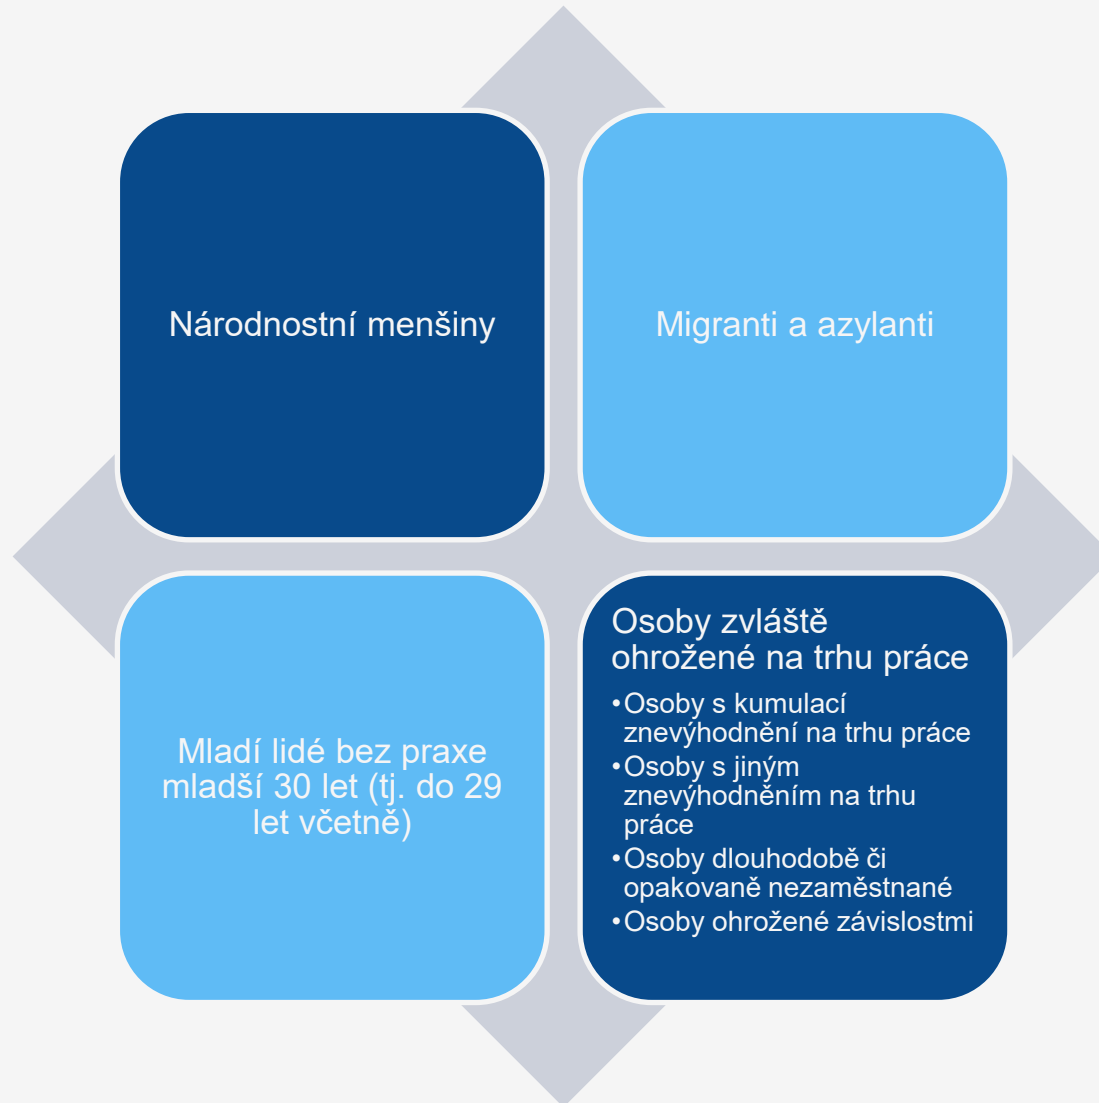 Národnostní menšiny
Migranti a azylanti
Mladí lidé bez praxe
mladší 30 let (tj. do 29
let včetně)
Osoby zvláště
ohrožené na trhu práce
•Osoby s kumulací
znevýhodnění na trhu práce
•Osoby s jiným
znevýhodněním na trhu
práce
•Osoby dlouhodobě či
opakovaně nezaměstnané
•Osoby ohrožené závislostmi